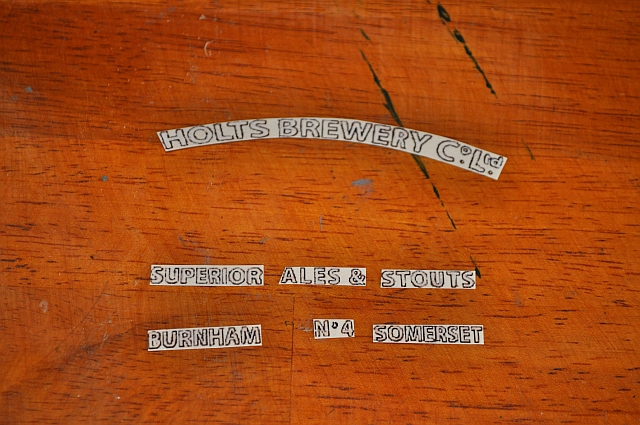 HOLTS BREWERY Co. Ltd.
SUPERIOR ALES & STOUTS
BURNHAM No 4 SOMERSET